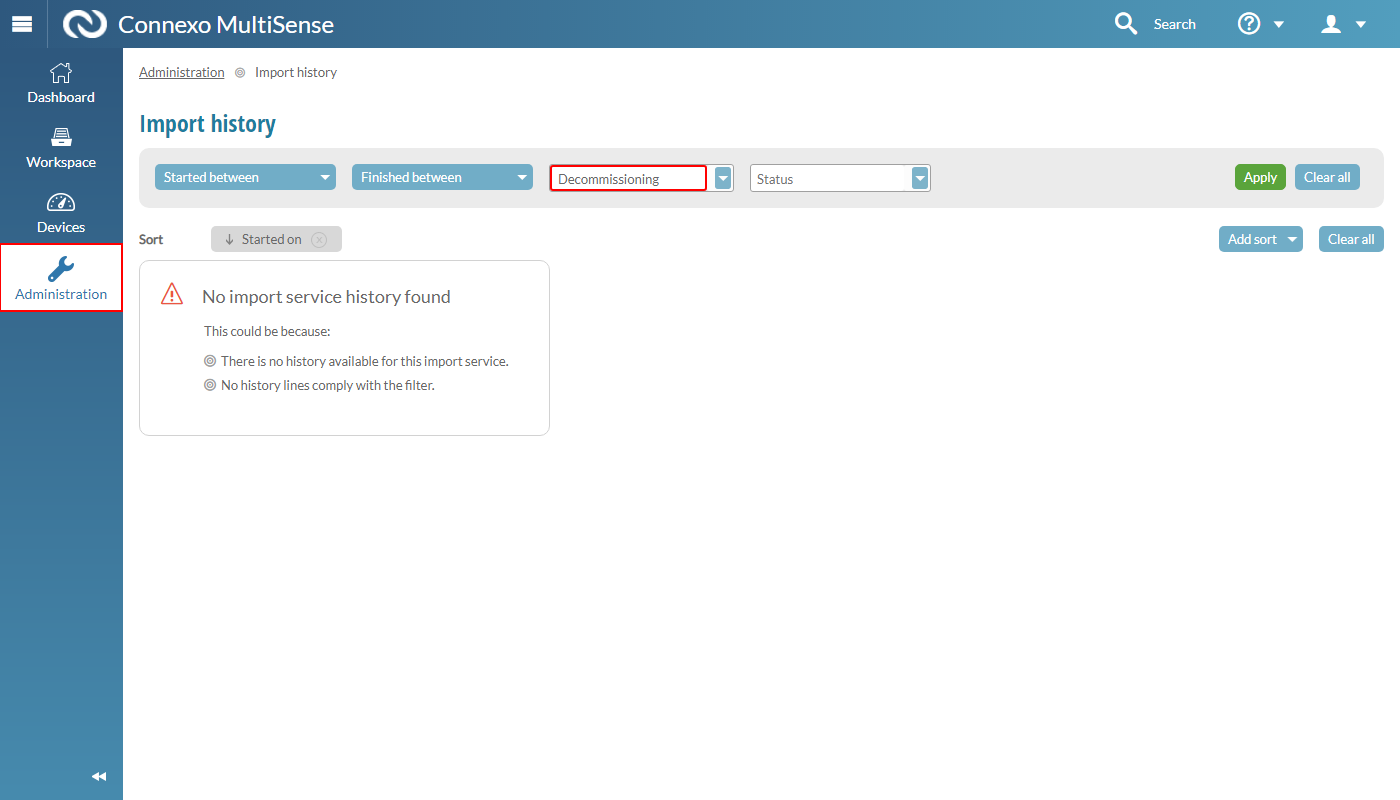 Connexo MultiSense
Search
Dashboard
Workspace
Devices
Administration
Administration Import history
Import history
Started between Finished between Decommissioning Status Apply Clear all
Sort Started on Add sort Clear all
No import service history found
This could be because:
There is no history available for this import service.
No history lines comply with the filter.